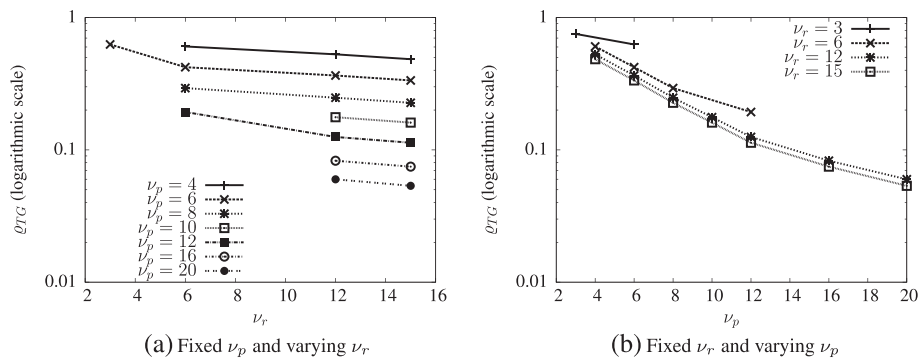 1
0.1
0.01
ϱTG (logarithmic scale)
νp = 4
νp = 6
νp = 8
νp = 10
νp = 12
νp = 16
νp = 20
2 4 6 8 10 12 14 16
νr
(a) Fixed νp and varying νr
1
0.1
0.01
ϱTG (logarithmic scale)
νr = 3
νr = 6
νr = 12
νr = 15
2 4 6 8 10 12 14 16 18 20
νp
(b) Fixed νr and varying νp